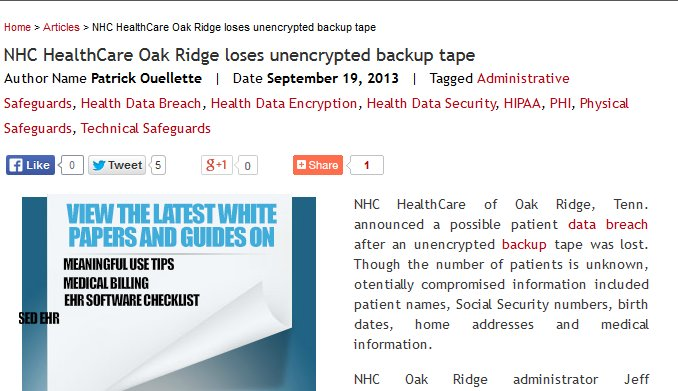 Home > Articles > NHC HealthCare Oak Ridge loses unencrypted backup tape
NHC HealthCare Oak Ridge loses unencrypted backup tape
Author Name Patrick Ouellette | Date September 19, 2013 | Tagged Administrative
Safeguards, Health Data Breach, Health Data Encryption, Health Data Security, HIPAA, PHI, Physical
Safeguards, Technical Safeguards
Like 0 Tweet 5 g+1 0 Share 1
VIEW THE LATEST WHITE
PAPERS AND GUIDES ON
MEANINGFUL USE TIPS
MEDICAL BILLING
EHR SOFTWARE CHECKLIST
SED EHR
NHC HealthCare of Oak Ridge, Tenn.
announced a possible patient data breach
after an unencrypted backup tape was lost.
Though the number of patients is unknown,
otentially compromised information included
patient names, Social Security numbers, birth
dates, home addresses and medical
information.
NHC Oak Ridge administrator Jeff